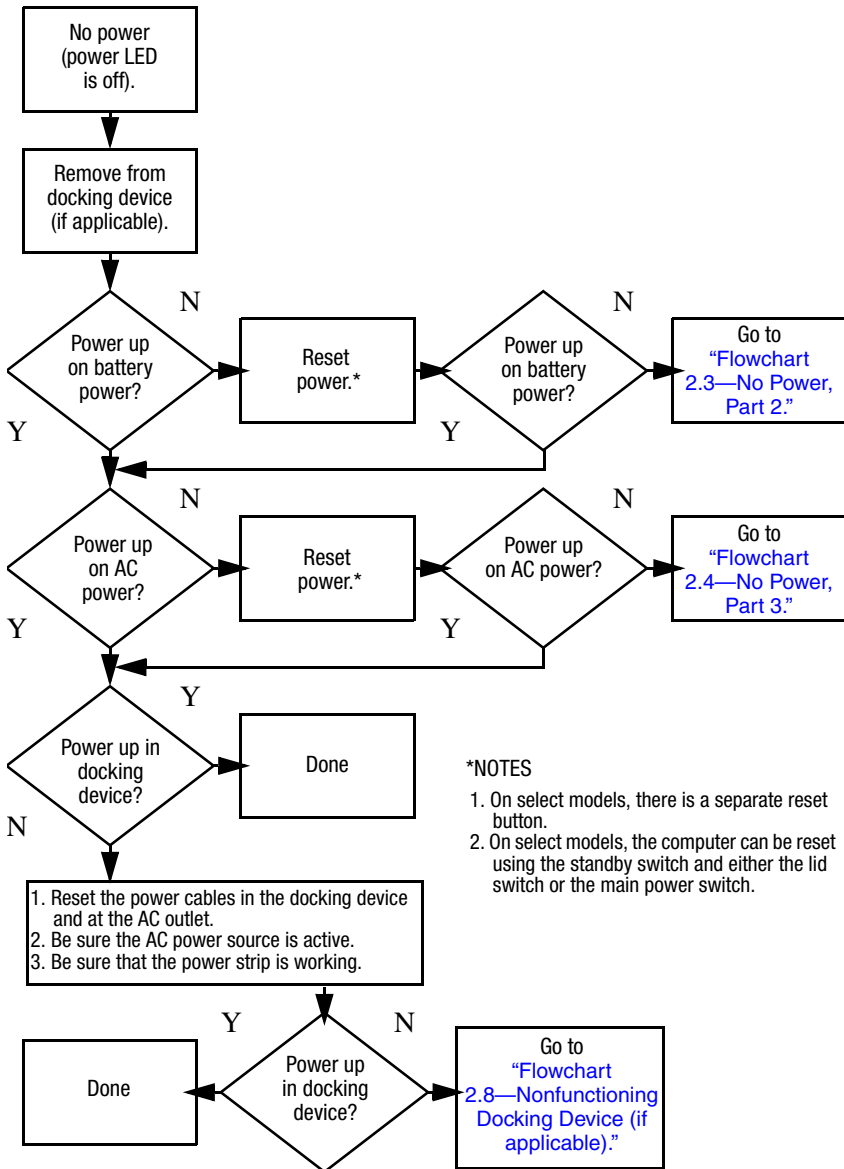 No power
(power LED
is off).
Remove from
docking device
(if applicable).
N
N
Power up
on battery
power?
Reset
power.*
Power up
on battery
power?
Go to
“Flowchart
2.3—No Power,
Part 2.”
Y
Y
N
N
Power up
on AC
power?
Reset
power.*
Power up
on AC power?
Go to
“Flowchart
2.4—No Power,
Part 3.”
Y
Y
Y
Power up in
docking
device?
Done
N
*NOTES
1. On select models, there is a separate reset
button.
2. On select models, the computer can be reset
using the standby switch and either the lid
switch or the main power switch.
1. Reset the power cables in the docking device
and at the AC outlet.
2. Be sure the AC power source is active.
3. Be sure that the power strip is working.
Y
N
Done
Power up
in docking
device?
Go to
“Flowchart
2.8—Nonfunctioning
Docking Device (if
applicable).”